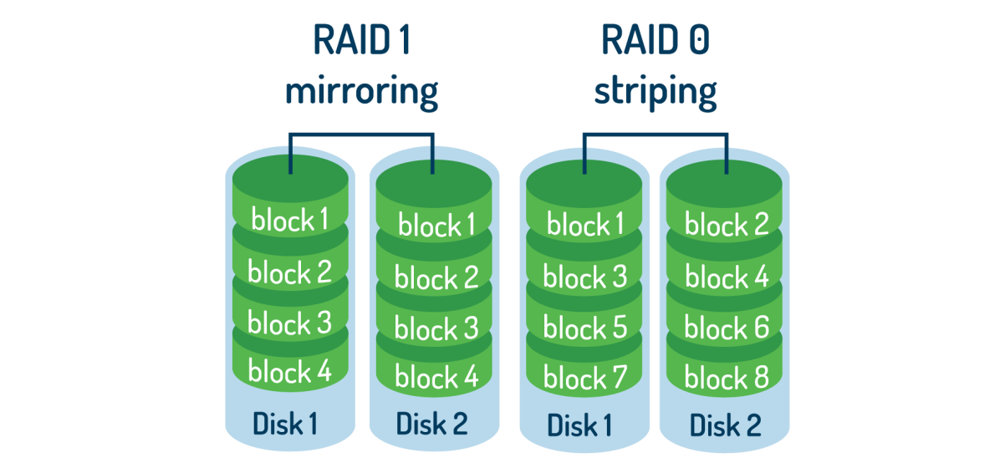 RAID 1
mirroring
block 1
block 2
block 3
block 4
Disk 1
block 1
block 2
block 3
block 4
Disk 2
RAID 0
striping
block 1
block 3
block 5
block 7
Disk 1
block 2
block 4
block 6
block 8
Disk 2